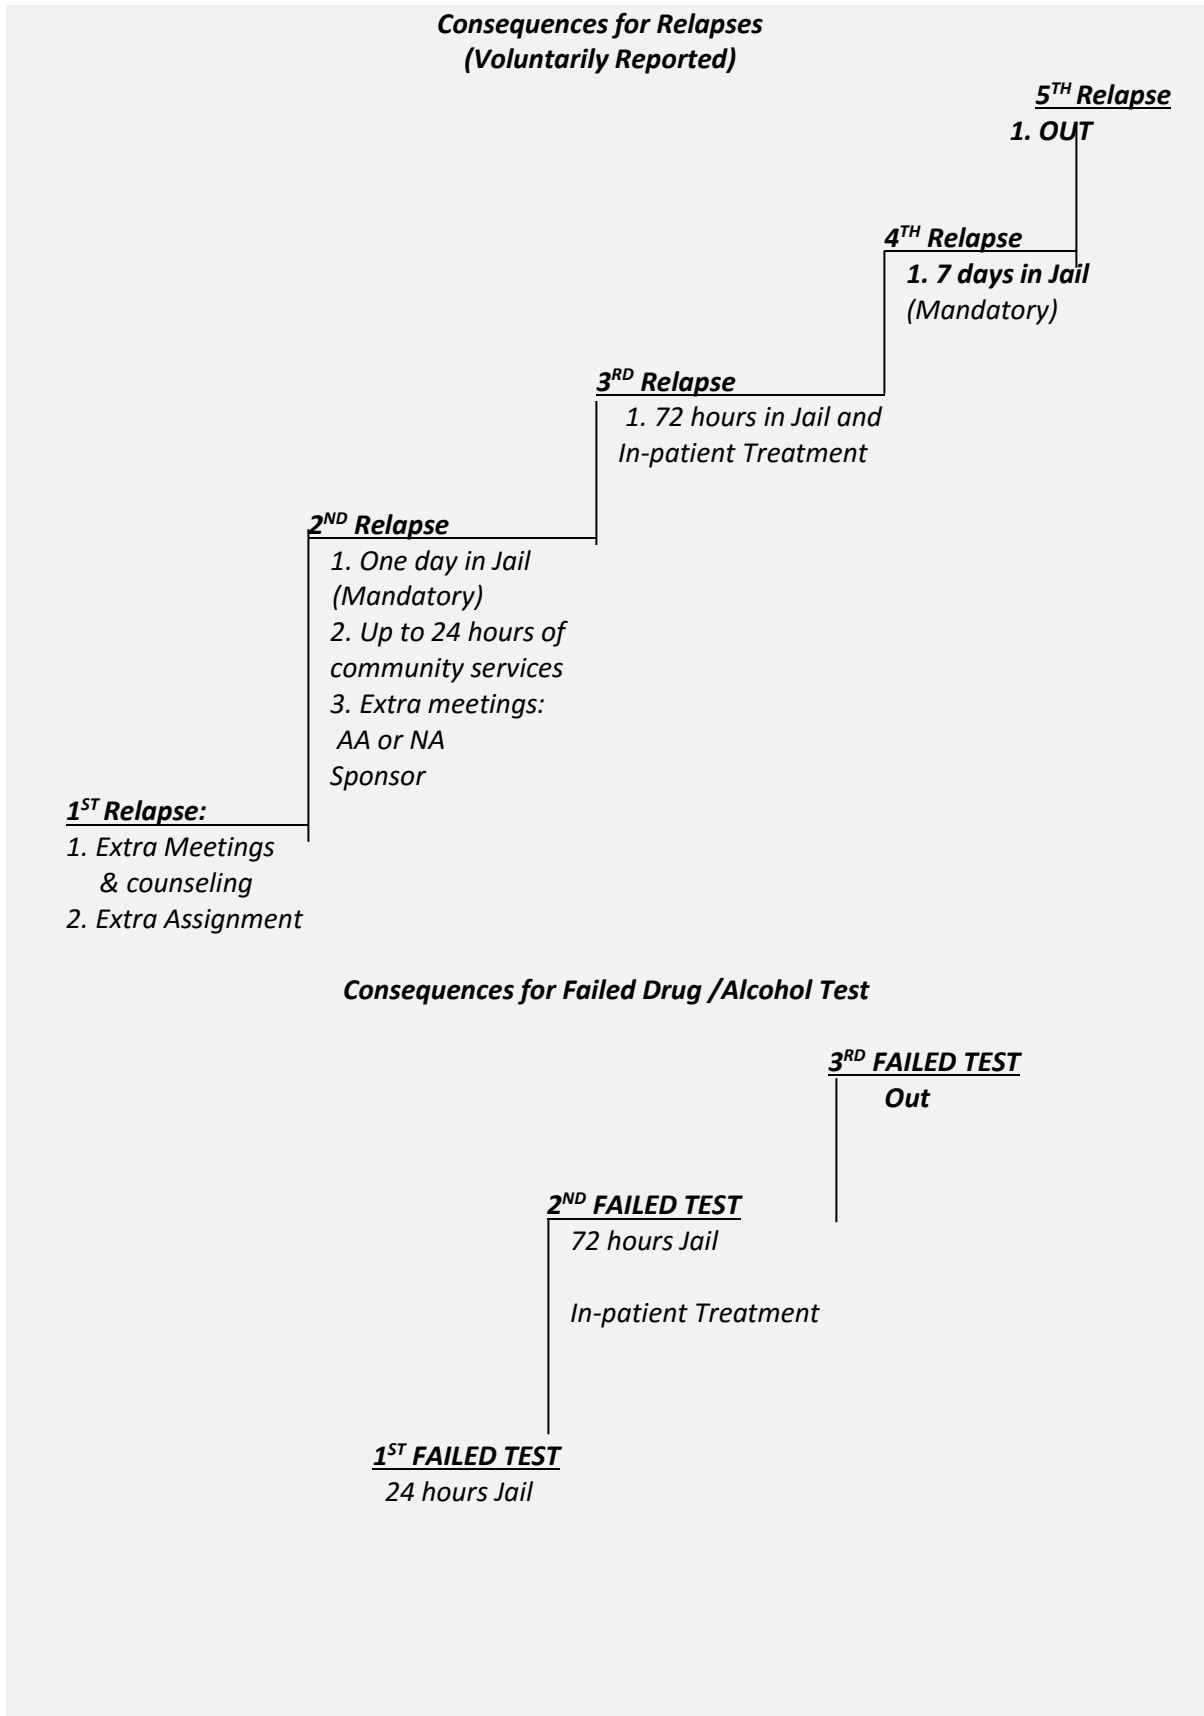 Consequences for Relapses
(Voluntarily Reported)
5TH Relapse
1. OUT
4TH Relapse
1. 7 days in Jail
(Mandatory)
3RD Relapse
1. 72 hours in Jail and
In-patient Treatment
2ND Relapse
1. One day in Jail
(Mandatory)
2. Up to 24 hours of
community services
3. Extra meetings:
AA or NA
Sponsor
1ST Relapse:
1. Extra Meetings
& counseling
2. Extra Assignment
Consequences for Failed Drug /Alcohol Test
3RD FAILED TEST
Out
2ND FAILED TEST
72 hours Jail
In-patient Treatment
1ST FAILED TEST
24 hours Jail